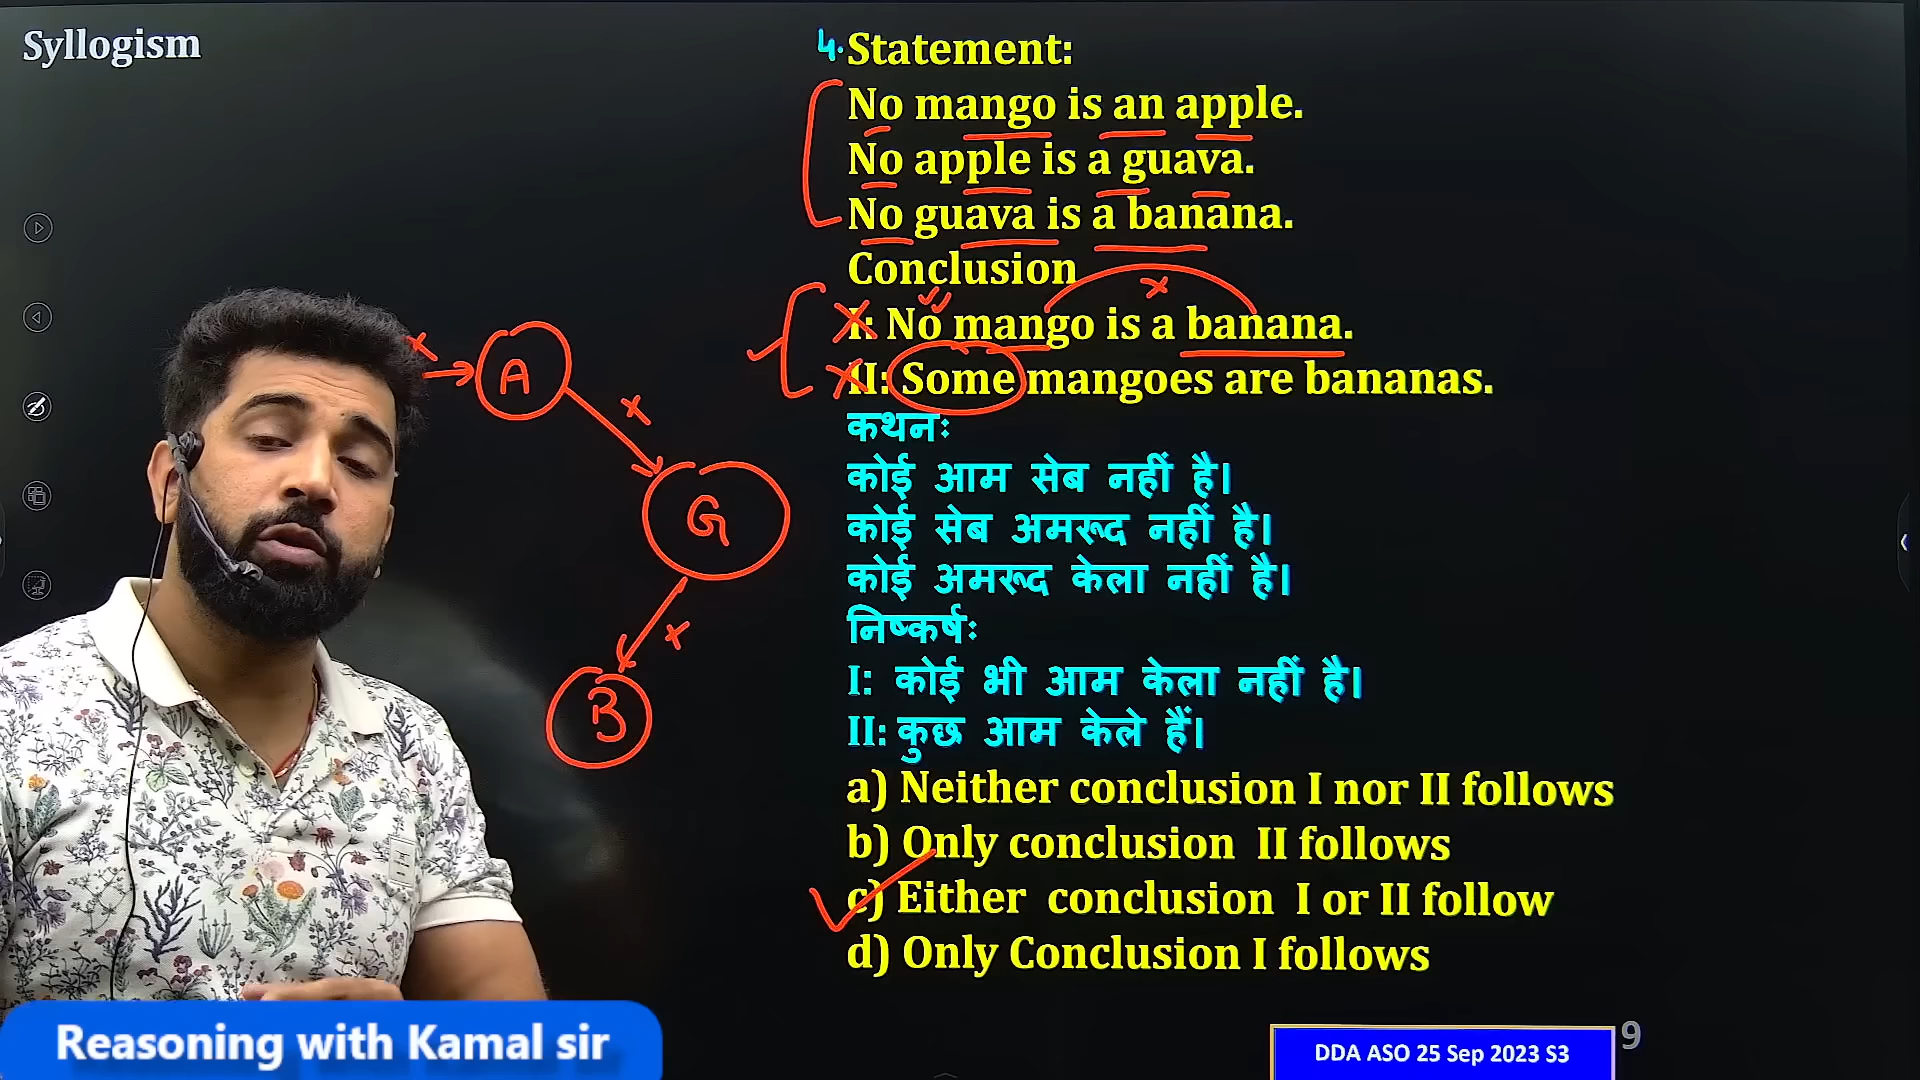 Syllogism
4. Statement:
No mango is an apple.
No apple is a guava.
No guava is a banana.
Conclusion
I: No mango is a banana.
II: Some mangoes are bananas.
कथनः
कोई आम सेब नहीं है।
कोई सेब अमरूद नहीं है।
कोई अमरूद केला नहीं है।
निष्कर्षः
I: कोई भी आम केला नहीं है।
II: कुछ आम केले हैं।
a) Neither conclusion I nor II follows
b) Only conclusion II follows
c) Either conclusion I or II follow
d) Only Conclusion I follows
A
G
B
Reasoning with Kamal sir
DDA ASO 25 Sep 2023 S3
9